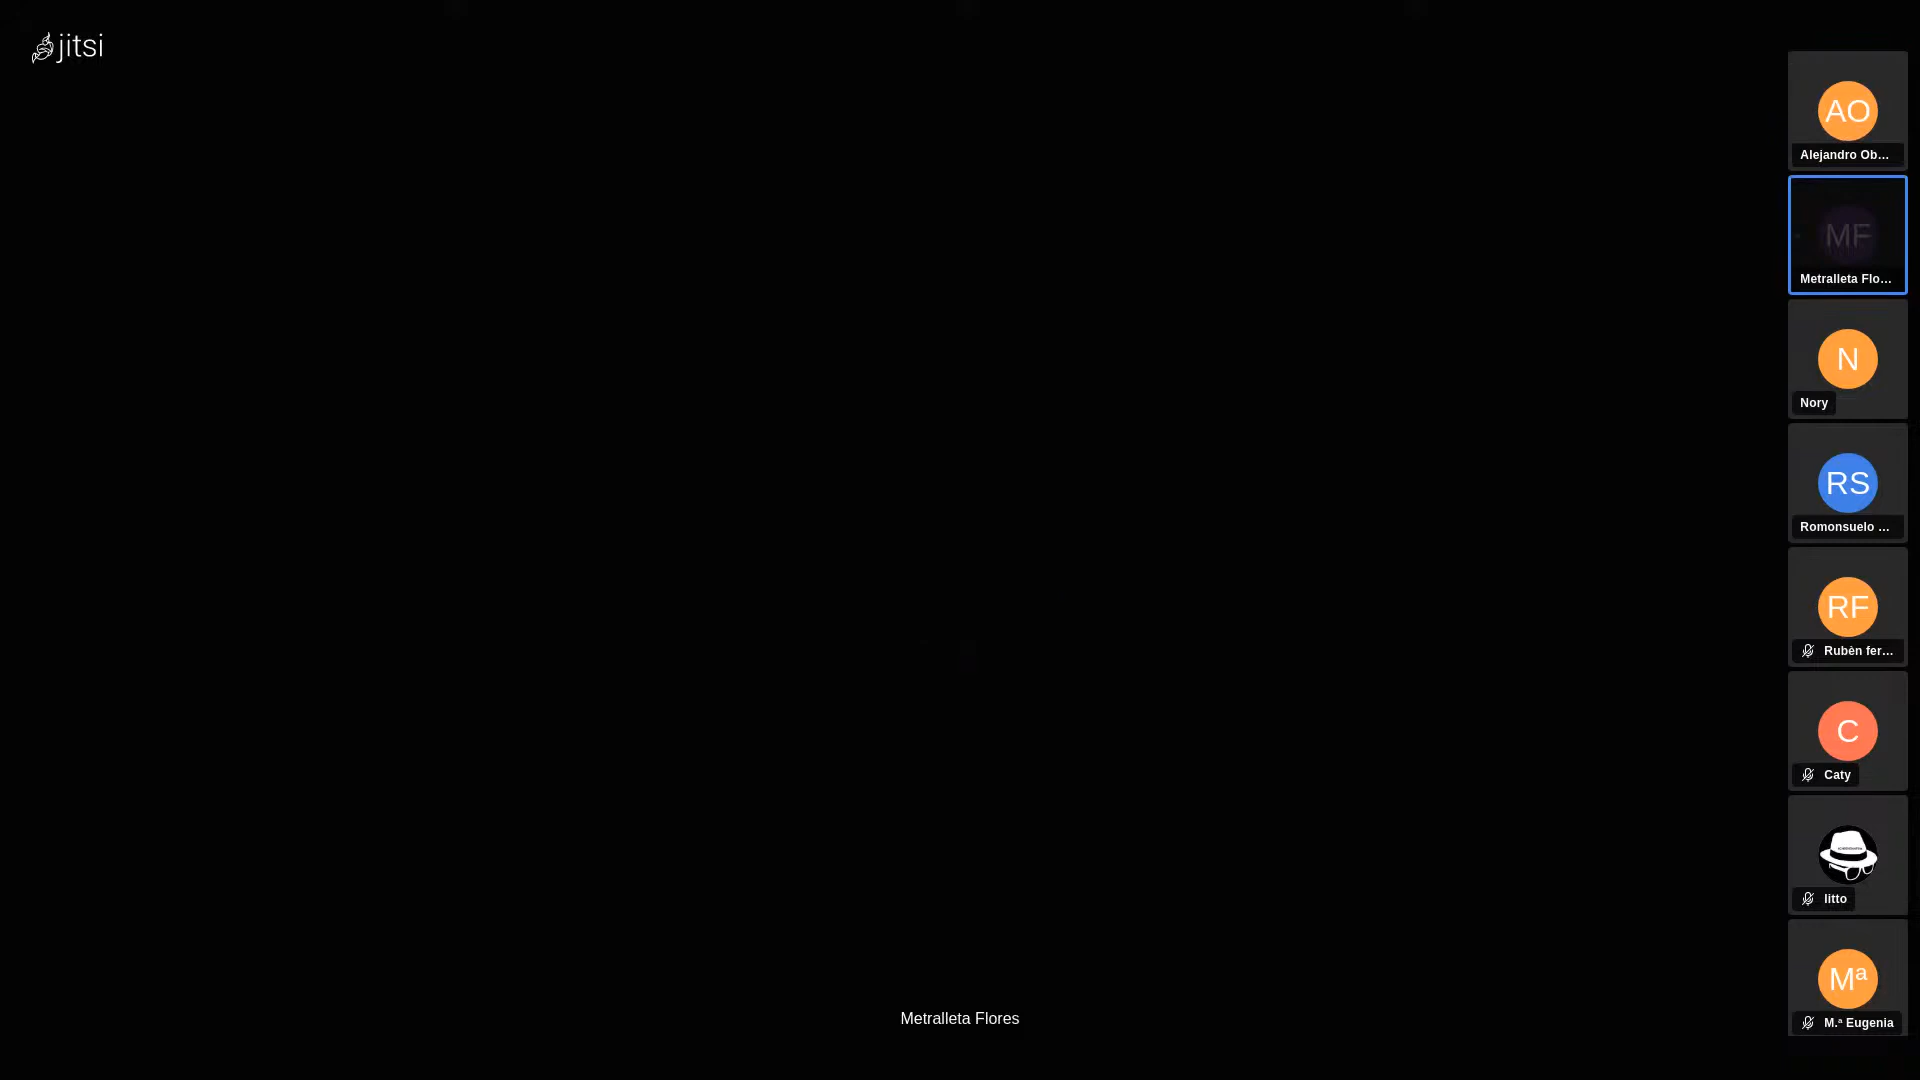 jitsi
AO
Alejandro Ob...
MF
Metralleta Flo...
N
Nory
RS
Romonsuelo ...
RF
Rubèn fer...
C
Caty
litto
Mª
M.ª Eugenia
Metralleta Flores